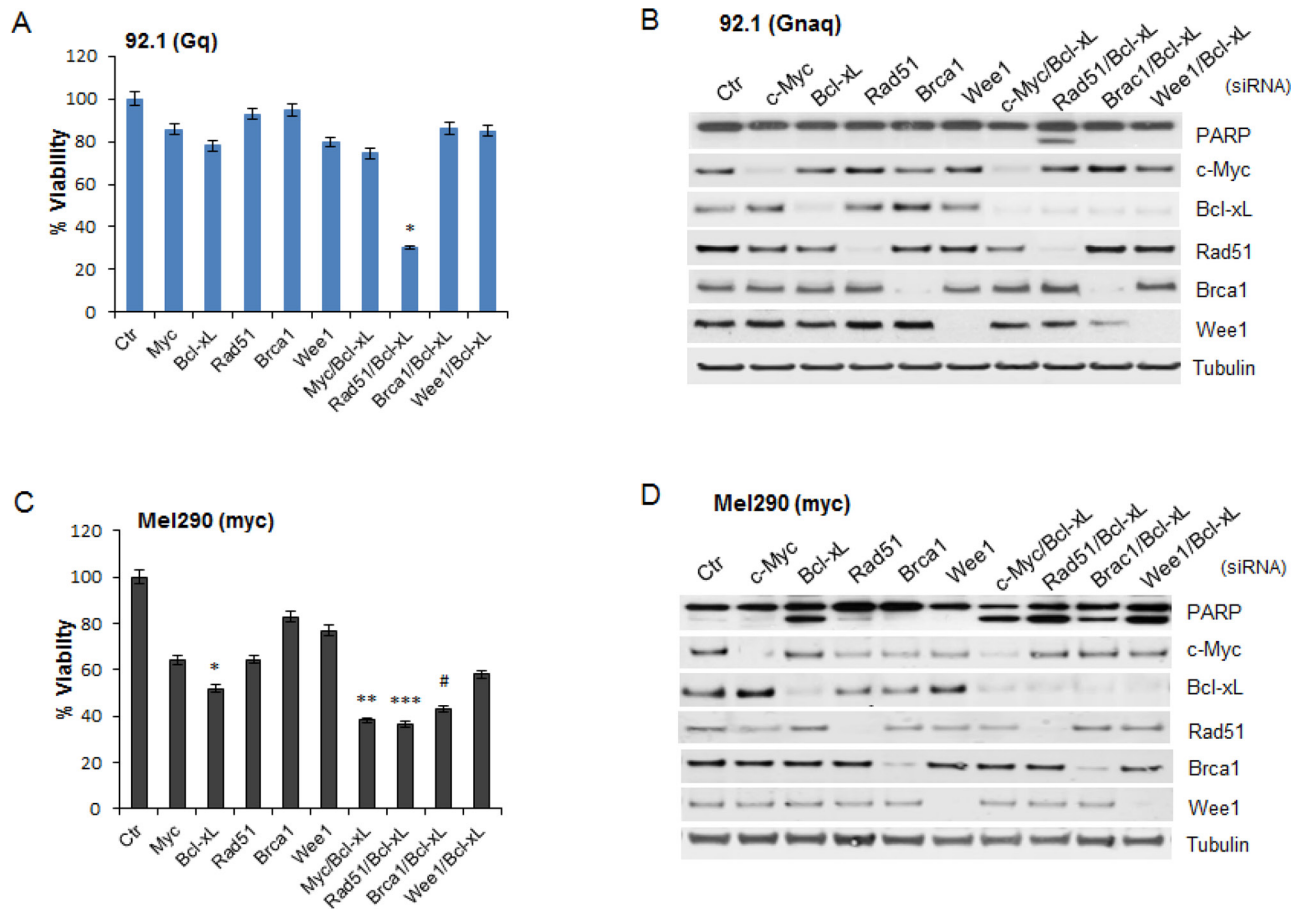 A
92.1 (Gq)
% Viability
120
100
80
60
40
20
0
*
Ctr
Myc
Bcl-xL
Rad51
Brca1
Wee1
Myc/Bcl-xL
Rad51/Bcl-xL
Brca1/Bcl-xL
Wee1/Bcl-xL
B
92.1 (Gnaq)
Ctr
c-Myc
Bcl-xL
Rad51
Brca1
Wee1
c-Myc/Bcl-xL
Rad51/Bcl-xL
Brac1/Bcl-xL
Wee1/Bcl-xL
(siRNA)
PARP
c-Myc
Bcl-xL
Rad51
Brca1
Wee1
Tubulin
C
Mel290 (myc)
% Viability
120
100
80
60
40
20
0
*
**
***
#
Ctr
Myc
Bcl-xL
Rad51
Brca1
Wee1
Myc/Bcl-xL
Rad51/Bcl-xL
Brca1/Bcl-xL
Wee1/Bcl-xL
D
Mel290 (myc)
Ctr
c-Myc
Bcl-xL
Rad51
Brca1
Wee1
c-Myc/Bcl-xL
Rad51/Bcl-xL
Brac1/Bcl-xL
Wee1/Bcl-xL
(siRNA)
PARP
c-Myc
Bcl-xL
Rad51
Brca1
Wee1
Tubulin